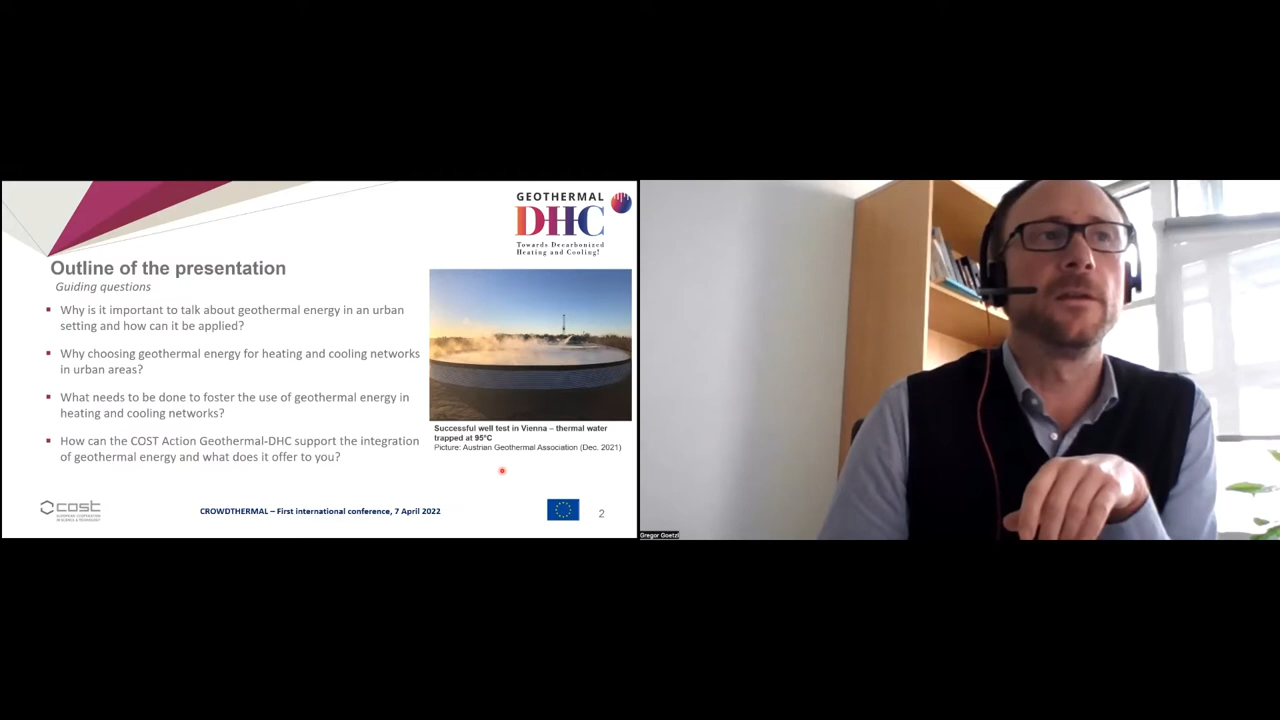 GEOTHERMAL
DHC
Towards Decarbonized
Heating and Cooling!
Outline of the presentation
Guiding questions
▪ Why is it important to talk about geothermal energy in an urban
setting and how can it be applied?
▪ Why choosing geothermal energy for heating and cooling networks
in urban areas?
▪ What needs to be done to foster the use of geothermal energy in
heating and cooling networks?
▪ How can the COST Action Geothermal-DHC support the integration
of geothermal energy and what does it offer to you?
Successful well test in Vienna – thermal water
trapped at 95°C
Picture: Austrian Geothermal Association (Dec. 2021)
cost
EUROPEAN COOPERATION
IN SCIENCE & TECHNOLOGY
CROWDTHERMAL – First international conference, 7 April 2022
2
Gregor Goetzl